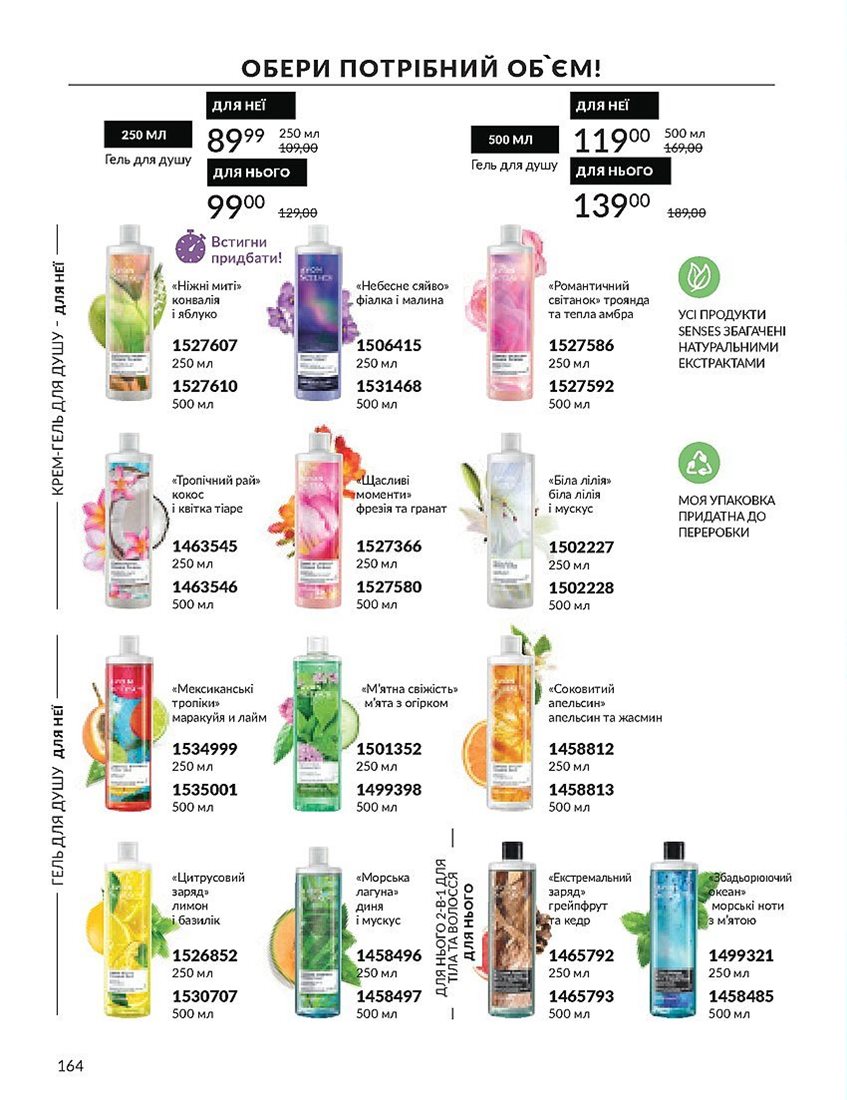 ОБЕРИ ПОТРІБНИЙ ОБ`ЄМ!
250 МЛ
Гель для душу
ДЛЯ НЕЇ
89⁹⁹ 250 мл
109,00
ДЛЯ НЬОГО
99⁰⁰ 129,00
500 МЛ
Гель для душу
ДЛЯ НЕЇ
119⁰⁰ 500 мл
169,00
ДЛЯ НЬОГО
139⁰⁰ 189,00
КРЕМ-ГЕЛЬ ДЛЯ ДУШУ - ДЛЯ НЕЇ
Встигни
придбати!
«Ніжні миті»
конвалія
і яблуко
1527607
250 мл
1527610
500 мл
«Небесне сяйво»
фіалка і малина
1506415
250 мл
1531468
500 мл
«Романтичний
світанок» троянда
та тепла амбра
1527586
250 мл
1527592
500 мл
УСІ ПРОДУКТИ
SENSES ЗБАГАЧЕНІ
НАТУРАЛЬНИМИ
ЕКСТРАКТАМИ
«Тропічний рай»
кокос
і квітка тіаре
1463545
250 мл
1463546
500 мл
«Щасливі
моменти»
фрезія та гранат
1527366
250 мл
1527580
500 мл
«Біла лілія»
біла лілія
і мускус
1502227
250 мл
1502228
500 мл
МОЯ УПАКОВКА
ПРИДАТНА ДО
ПЕРЕРОБКИ
ГЕЛЬ ДЛЯ ДУШУ ДЛЯ НЕЇ
«Мексиканські
тропіки»
маракуйя и лайм
1534999
250 мл
1535001
500 мл
«М'ятна свіжість»
м'ята з огірком
1501352
250 мл
1499398
500 мл
«Соковитий
апельсин»
апельсин та жасмин
1458812
250 мл
1458813
500 мл
«Цитрусовий
заряд»
лимон
і базилік
1526852
250 мл
1530707
500 мл
«Морська
лагуна»
диня
і мускус
1458496
250 мл
1458497
500 мл
ДЛЯ НЬОГО 2-В-1 ДЛЯ
ТІЛА ТА ВОЛОССЯ
ДЛЯ НЬОГО
«Екстремальний
заряд»
грейпфрут
та кедр
1465792
250 мл
1465793
500 мл
«Збадьорюючий
океан»
морські ноти
з м'ятою
1499321
250 мл
1458485
500 мл
164